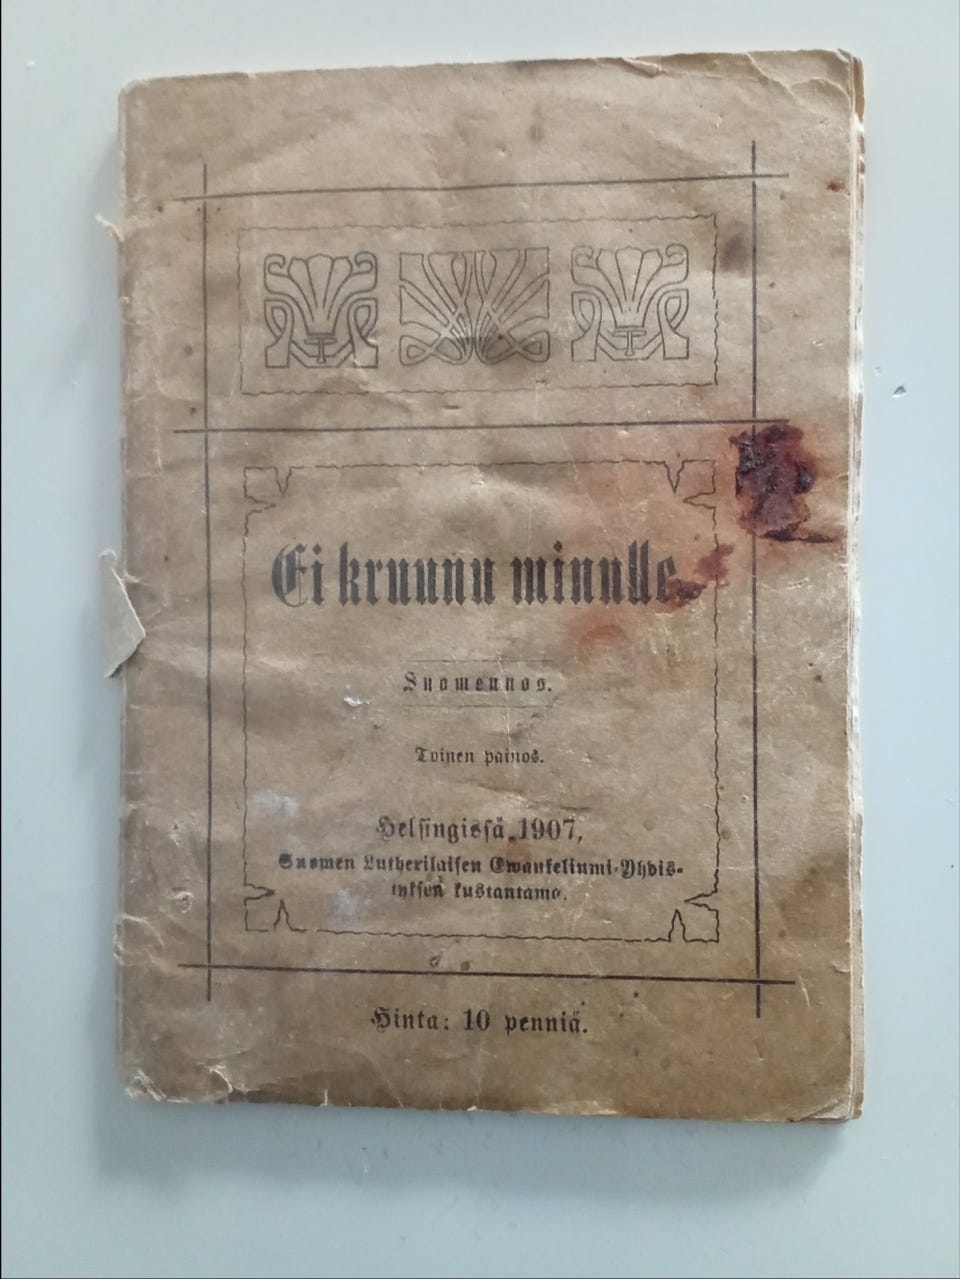 Ei kruunu minulle.
Suomennos.
Toinen painos.
Helsingissä 1907,
Suomen Lutherilaisen Ewankeliumi-Yhdis-
tyksen kustantamo.
Hinta: 10 penniä.